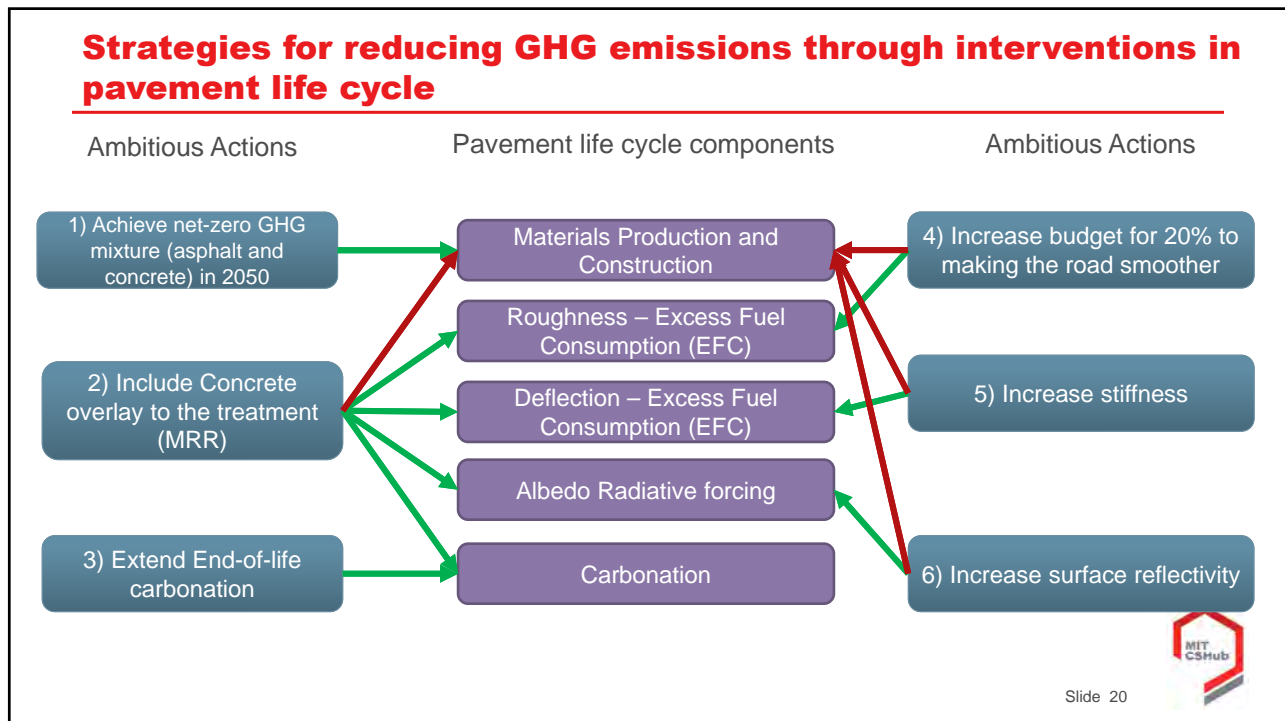 Strategies for reducing GHG emissions through interventions in
pavement life cycle
Ambitious Actions
Pavement life cycle components
Ambitious Actions
1) Achieve net-zero GHG
mixture (asphalt and
concrete) in 2050
2) Include Concrete
overlay to the treatment
(MRR)
3) Extend End-of-life
carbonation
Materials Production and
Construction
Roughness – Excess Fuel
Consumption (EFC)
Deflection – Excess Fuel
Consumption (EFC)
Albedo Radiative forcing
Carbonation
4) Increase budget for 20% to
making the road smoother
5) Increase stiffness
6) Increase surface reflectivity
MIT
CSHub
Slide 20